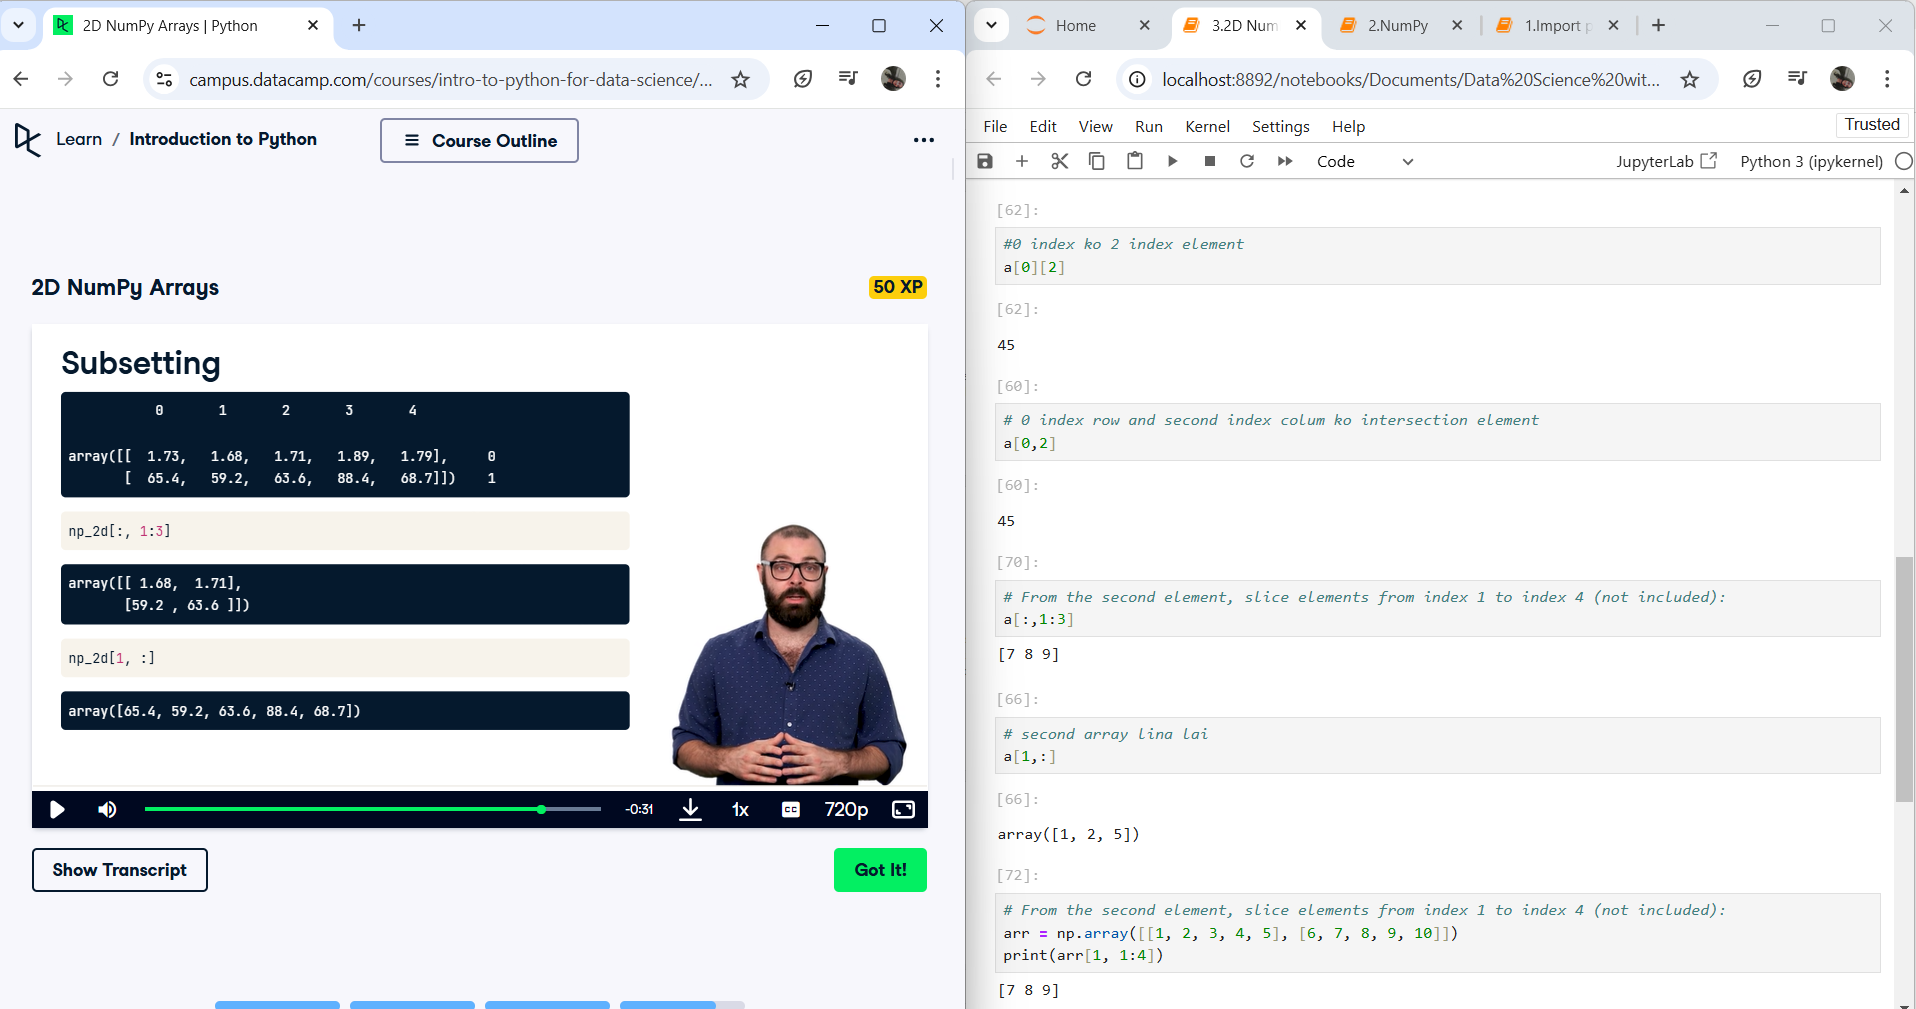 2D NumPy Arrays | Python
campus.datacamp.com/courses/intro-to-python-for-data-science/...
Learn / Introduction to Python
Course Outline
2D NumPy Arrays
50 XP
Subsetting
0 1 2 3 4
array([[ 1.73, 1.68, 1.71, 1.89, 1.79], 0
[ 65.4, 59.2, 63.6, 88.4, 68.7]]) 1
np_2d[:, 1:3]
array([[ 1.68, 1.71],
[59.2 , 63.6 ]])
np_2d[1, :]
array([65.4, 59.2, 63.6, 88.4, 68.7])
-0:31
1x
CC
720p
Show Transcript
Got It!
Home
3.2D Num
2.NumPy
1.Import p
localhost:8892/notebooks/Documents/Data%20Science%20wit...
File Edit View Run Kernel Settings Help
Trusted
Code
JupyterLab
Python 3 (ipykernel)
[62]:
#0 index ko 2 index element
a[0][2]
[62]:
45
[60]:
# 0 index row and second index colum ko intersection element
a[0,2]
[60]:
45
[70]:
# From the second element, slice elements from index 1 to index 4 (not included):
a[:,1:3]
[7 8 9]
[66]:
# second array lina lai
a[1,:]
[66]:
array([1, 2, 5])
[72]:
# From the second element, slice elements from index 1 to index 4 (not included):
arr = np.array([[1, 2, 3, 4, 5], [6, 7, 8, 9, 10]])
print(arr[1, 1:4])
[7 8 9]